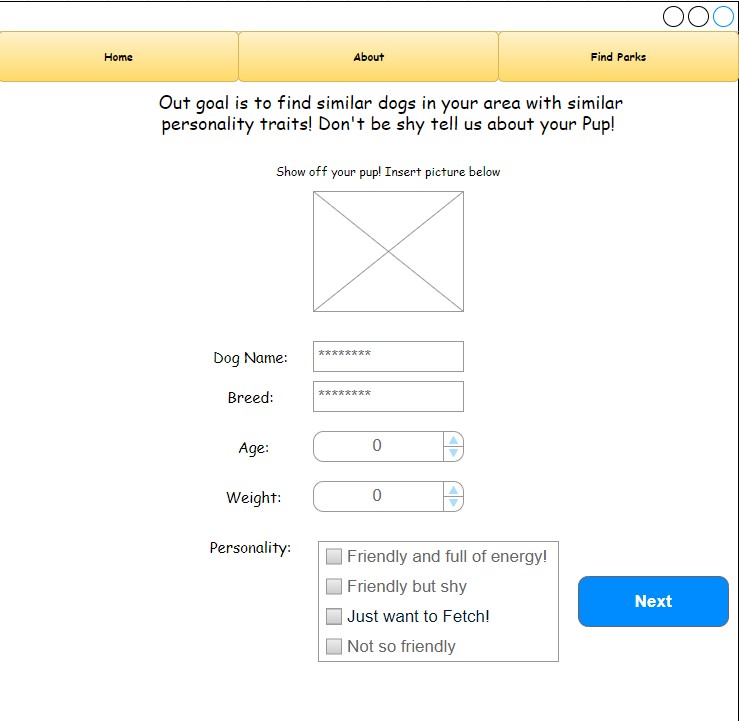 Home
About
Find Parks
Out goal is to find similar dogs in your area with similar
personality traits! Don't be shy tell us about your Pup!
Show off your pup! Insert picture below
Dog Name:
********
Breed:
********
Age:
0
Weight:
0
Personality:
Friendly and full of energy!
Friendly but shy
Just want to Fetch!
Not so friendly
Next